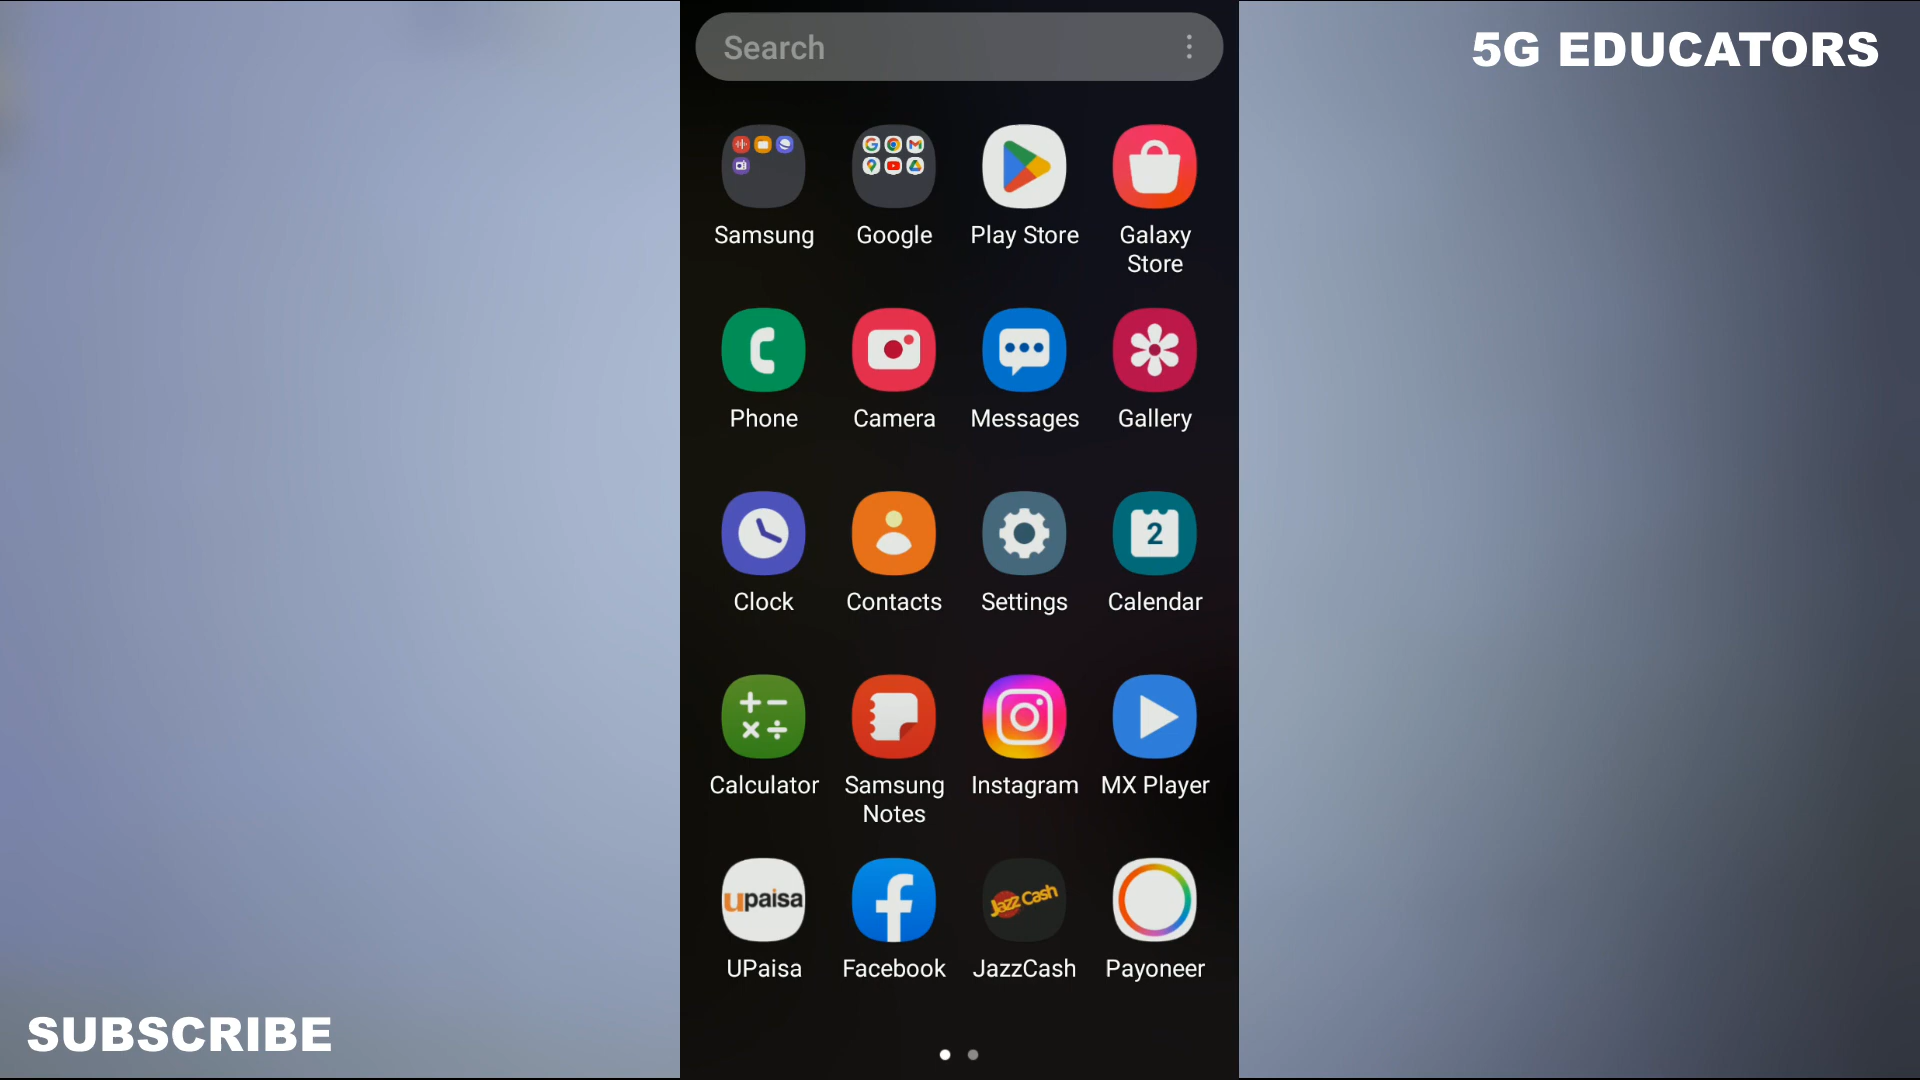 Search
5G EDUCATORS
Samsung
Google
Play Store
Galaxy
Store
Phone
Camera
Messages
Gallery
2
Clock
Contacts
Settings
Calendar
Calculator
Samsung
Notes
Instagram
MX Player
upaisa
Jazz Cash
UPaisa
Facebook
JazzCash
Payoneer
SUBSCRIBE